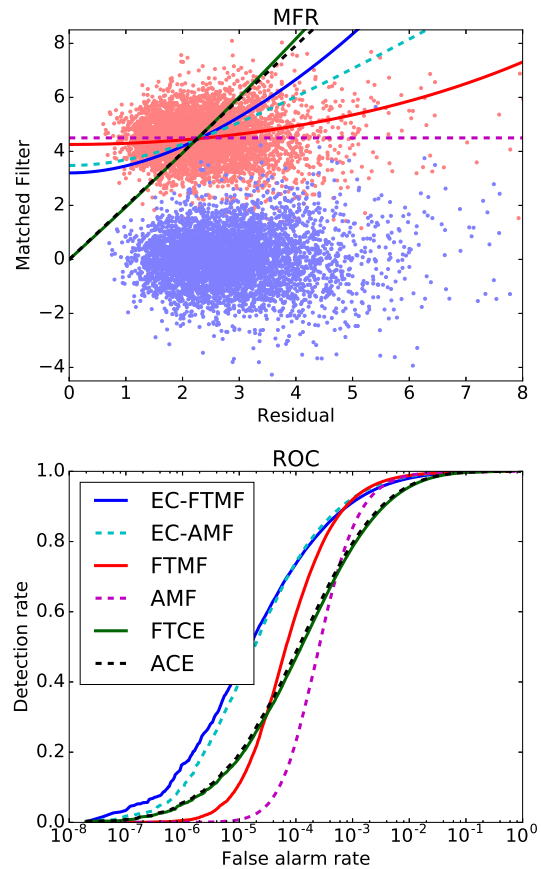 MFR
8
6
4
2
0
−2
−4
Matched Filter
0 1 2 3 4 5 6 7 8
Residual
ROC
1.0
0.8
0.6
0.4
0.2
0.0
Detection rate
EC-FTMF
EC-AMF
FTMF
AMF
FTCE
ACE
10⁻⁸ 10⁻⁷ 10⁻⁶ 10⁻⁵ 10⁻⁴ 10⁻³ 10⁻² 10⁻¹ 10⁰
False alarm rate